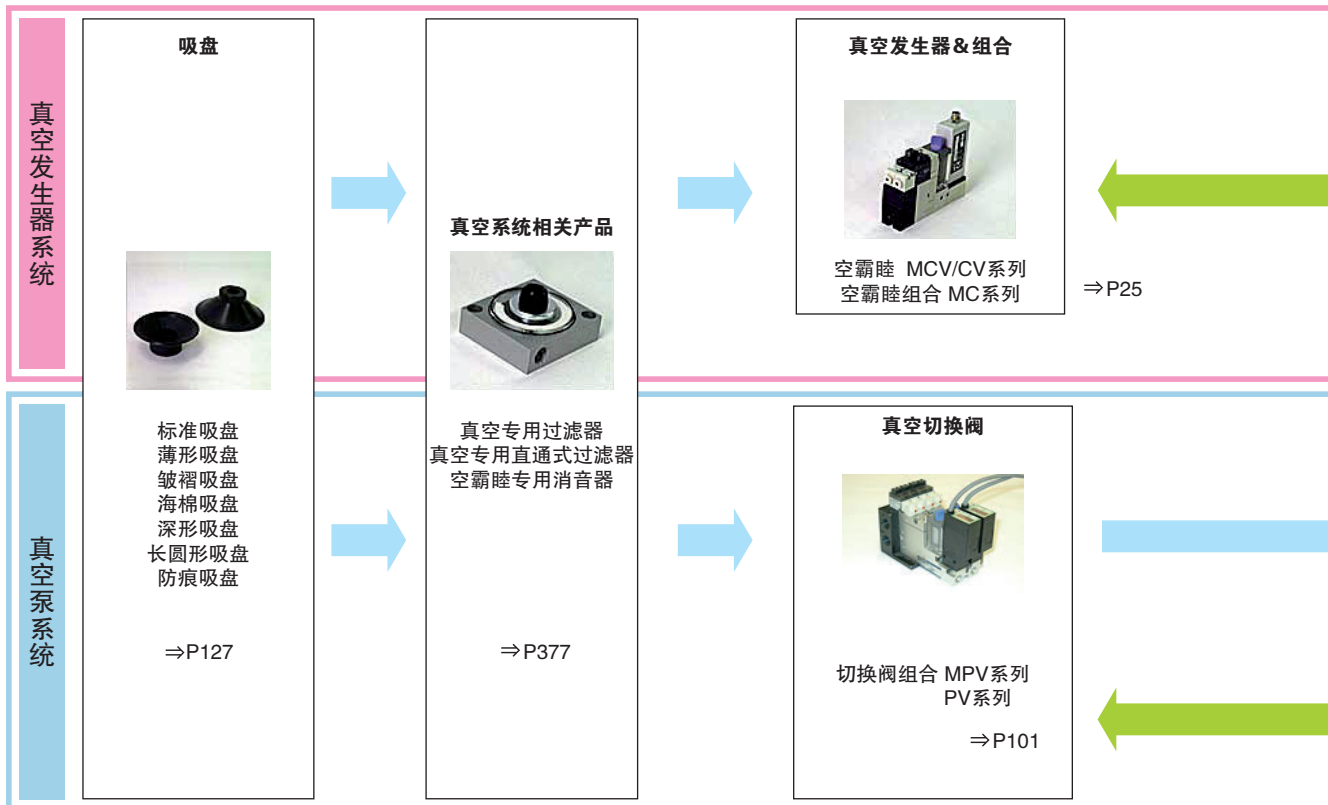 真空发生器系统
吸盘
标准吸盘
薄形吸盘
皱褶吸盘
海棉吸盘
深形吸盘
长圆形吸盘
防痕吸盘
⇒P127
真空系统相关产品
真空专用过滤器
真空专用直通式过滤器
空霸睦专用消音器
⇒P377
真空发生器&组合
空霸睦 MCV/CV系列
空霸睦组合 MC系列
⇒P25
真空泵系统
真空切换阀
切换阀组合 MPV系列
PV系列
⇒P101